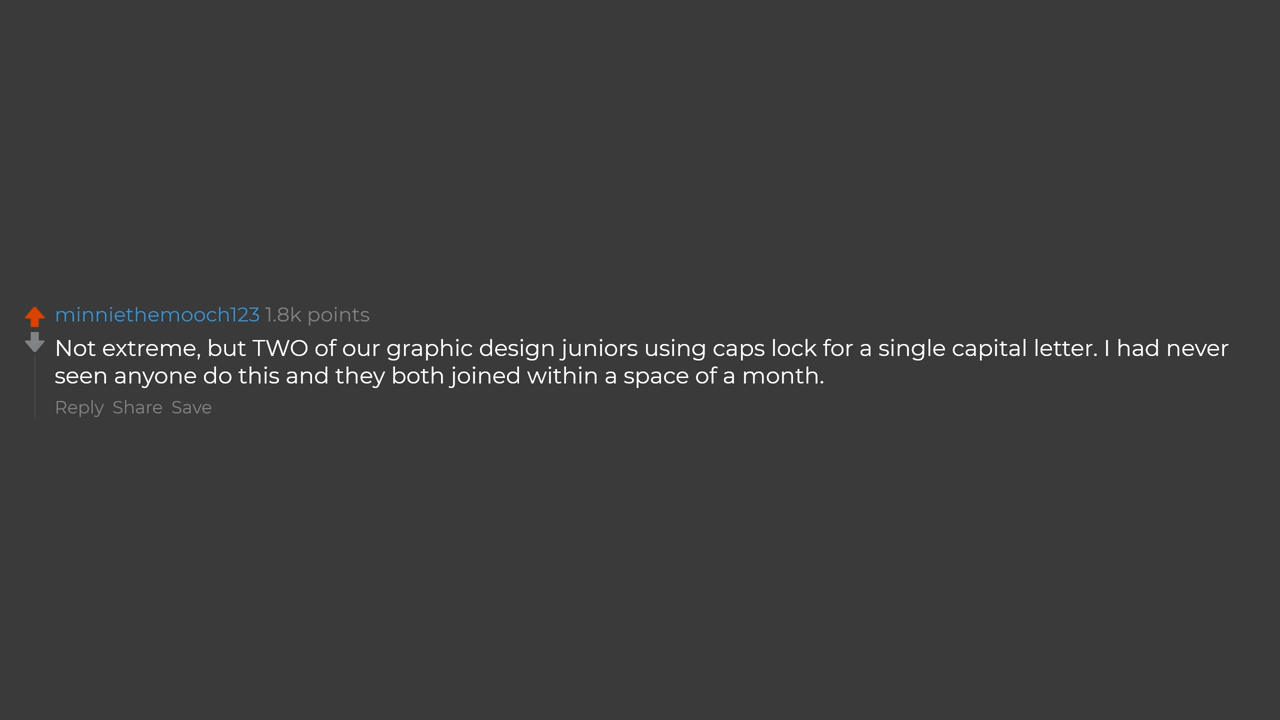 minniethemooch123 1.8k points
Not extreme, but TWO of our graphic design juniors using caps lock for a single capital letter. I had never
seen anyone do this and they both joined within a space of a month.
Reply Share Save